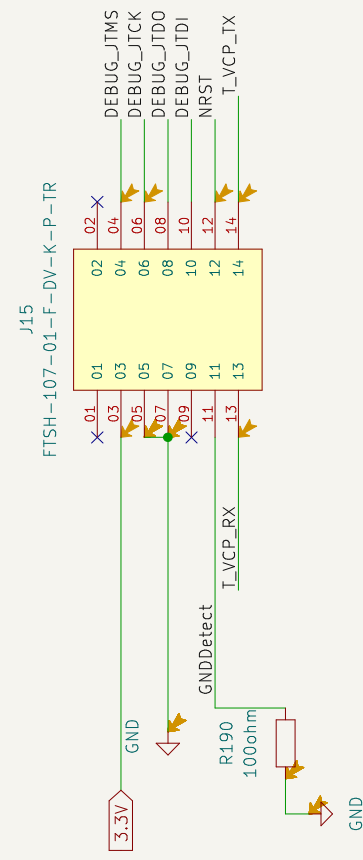 DEBUG_JTMS
DEBUG_JTCK
DEBUG_JTDO
DEBUG_JTDI
NRST
T_VCP_TX
02
04
06
08
10
12
14
02
04
06
08
10
12
14
J15
FTSH-107-01-F-DV-K-P-TR
01
03
05
07
09
11
13
01
03
05
07
09
11
13
T_VCP_RX
GNDDetect
GND
R190
100ohm
3.3V
GND